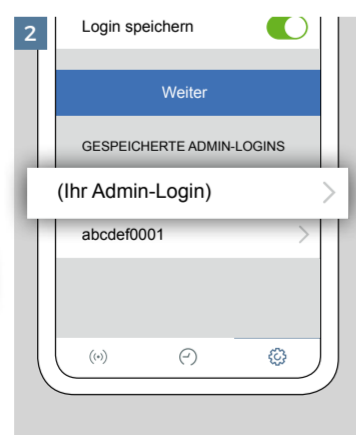 2
Login speichern
Weiter
GESPEICHERTE ADMIN-LOGINS
(Ihr Admin-Login)
abcdef0001